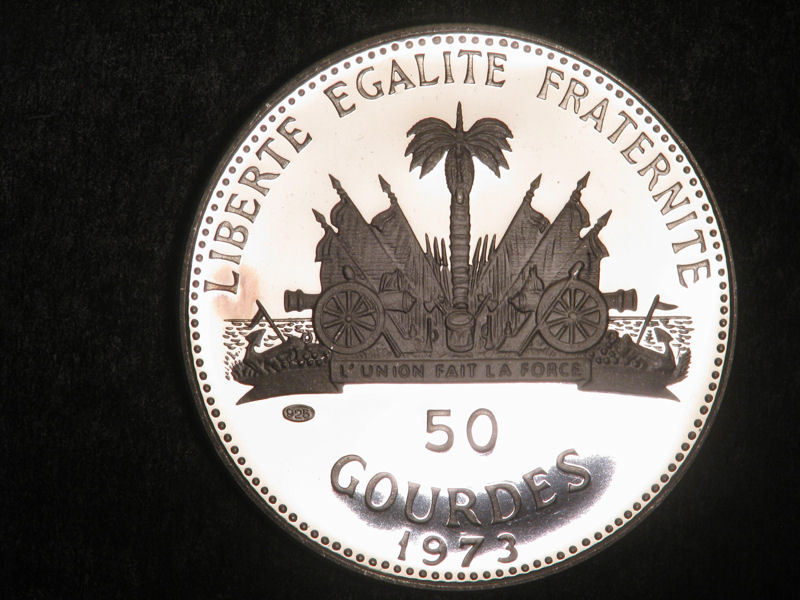 LIBERTE EGALITE FRATERNITE
L'UNION FAIT LA FORCE
925
50
GOURDES
1973